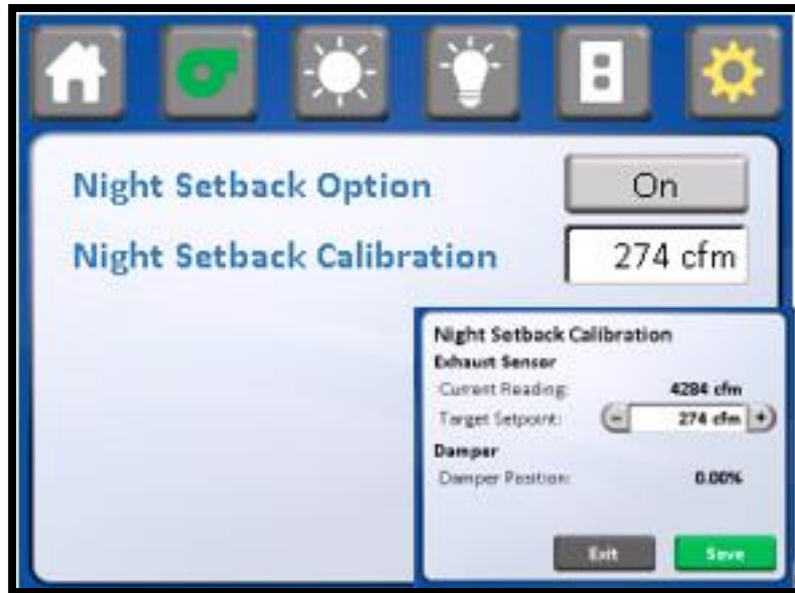 Night Setback Option On
Night Setback Calibration 274 cfm
Night Setback Calibration
Exhaust Sensor
Current Reading: 4284 cfm
Target Setpoint: - 274 cfm +
Damper
Damper Position: 0.00%
Exit Save